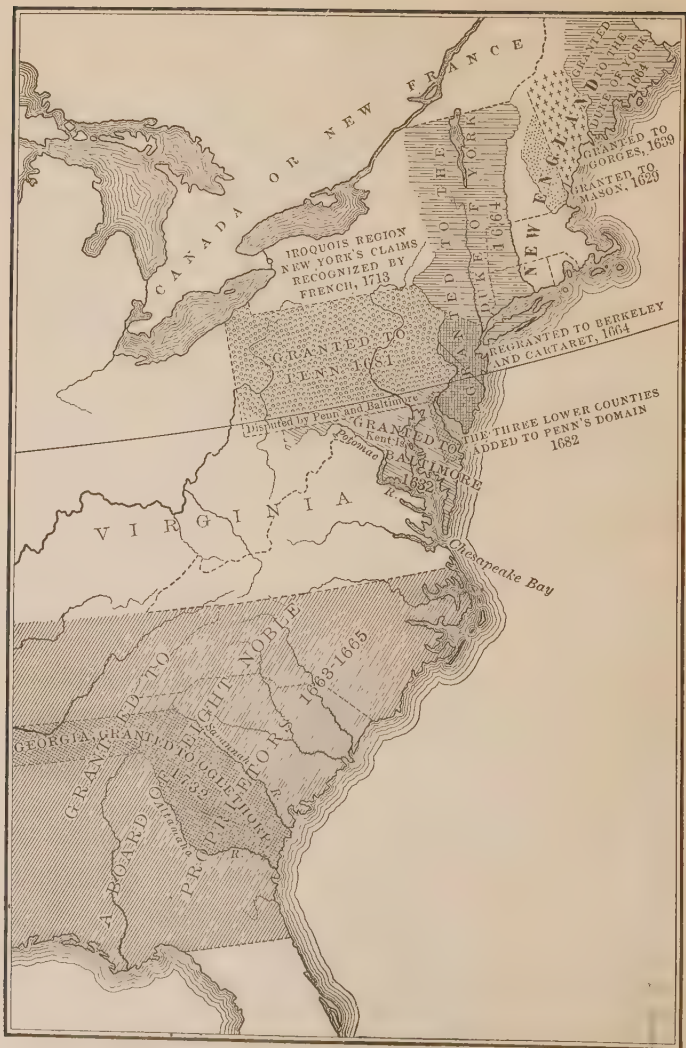 CANADA OR NEW FRANCE
NEW ENGLAND
GRANTED
TO THE
DUKE OF YORK
1664
GRANTED TO
GORGES, 1639
GRANTED TO
MASON, 1629
GRANTED TO THE
DUKE OF YORK
1664
IROQUOIS REGION
NEW YORK'S CLAIMS
RECOGNIZED BY
FRENCH, 1713
GRANTED TO
PENN 1681
REGRANTED TO BERKELEY
AND CARTARET, 1664
Disputed by Penn and Baltimore
THE THREE LOWER COUNTIES
ADDED TO PENN'S DOMAIN
1682
GRANTED TO
Kent Is.
BALTIMORE
1632
Potomac R.
VIRGINIA
Chesapeake Bay
GRANTED TO
A BOARD OF EIGHT NOBLE
PROPRIETORS 1663-1665
GEORGIA, GRANTED TO OGLETHORP
1732
Savannah R.
Altamaha R.